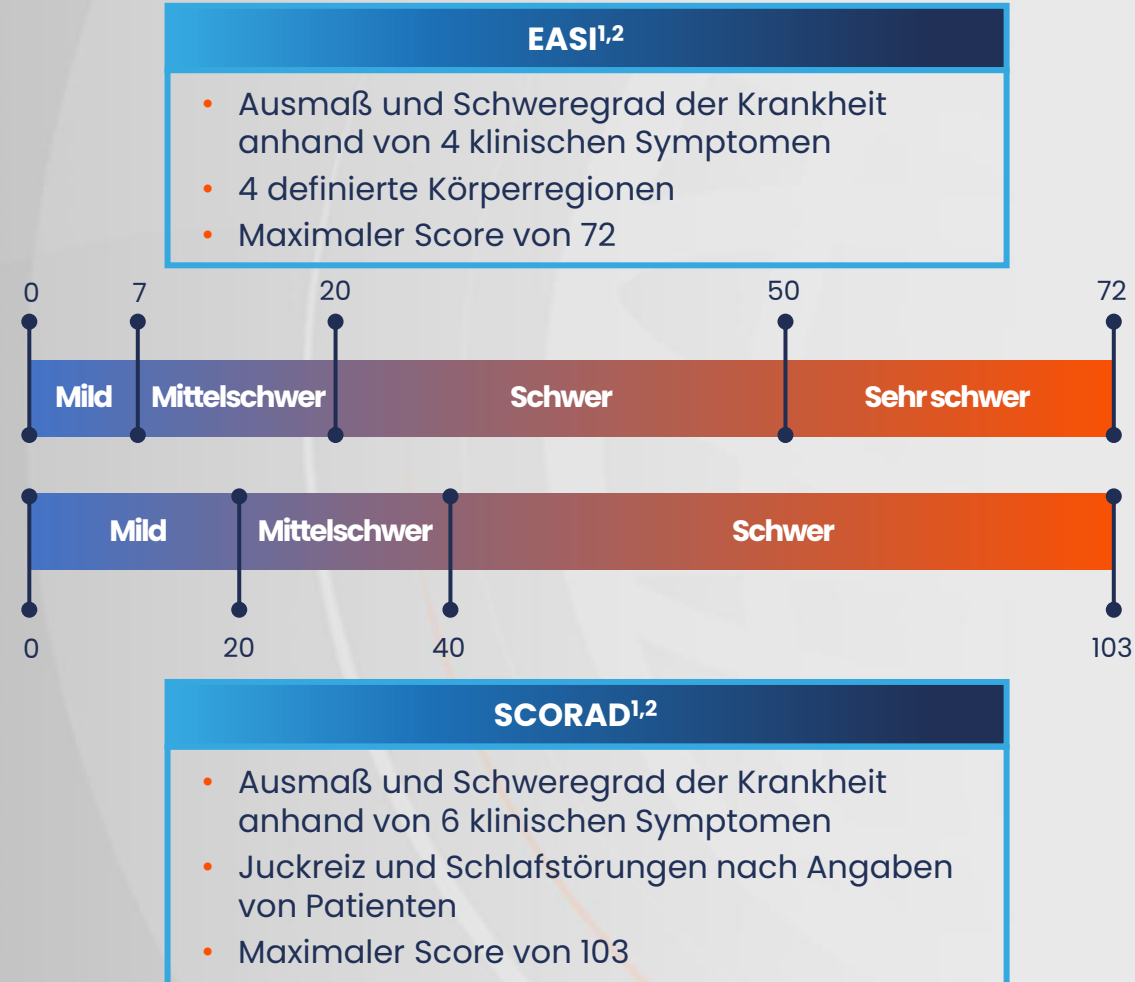 EASI¹,²
• Ausmaß und Schweregrad der Krankheit
anhand von 4 klinischen Symptomen
• 4 definierte Körperregionen
• Maximaler Score von 72
0 7 20 50 72
Mild Mittelschwer Schwer Sehr schwer
Mild Mittelschwer Schwer
0 20 40 103
SCORAD¹,²
• Ausmaß und Schweregrad der Krankheit
anhand von 6 klinischen Symptomen
• Juckreiz und Schlafstörungen nach Angaben
von Patienten
• Maximaler Score von 103